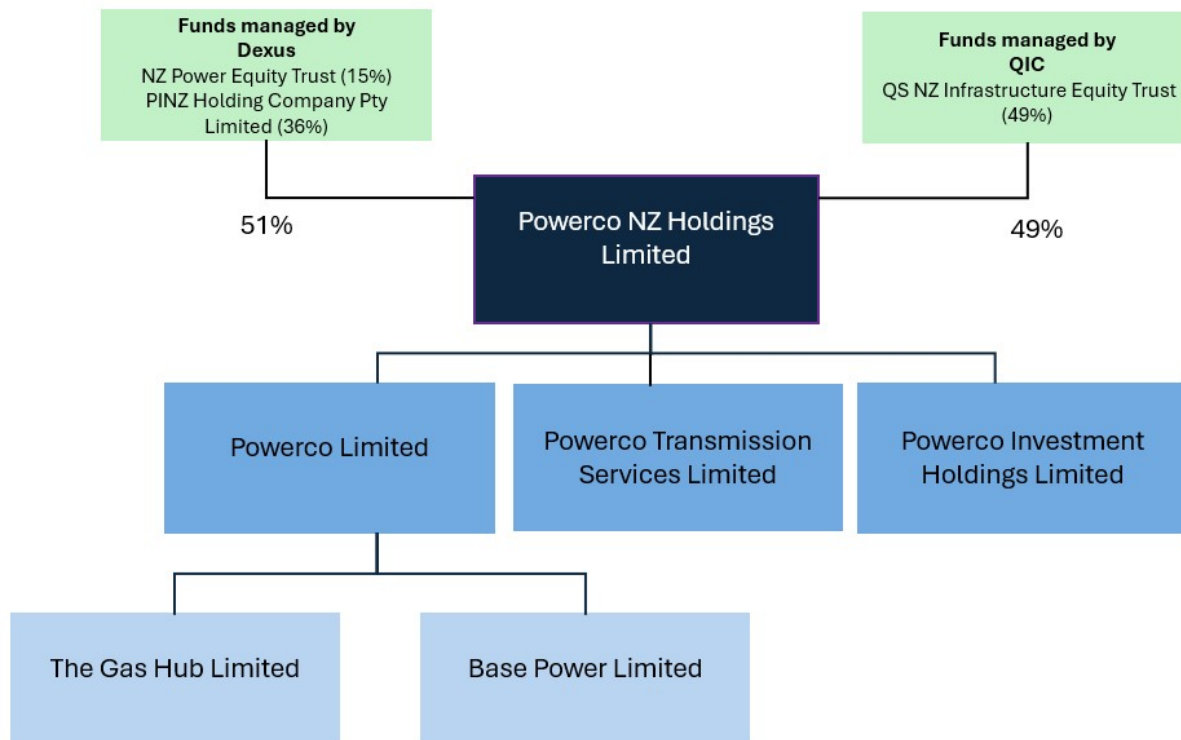 Funds managed by
Dexus
NZ Power Equity Trust (15%)
PINZ Holding Company Pty
Limited (36%)
Funds managed by
QIC
QS NZ Infrastructure Equity Trust
(49%)
51%
Powerco NZ Holdings
Limited
49%
Powerco Limited
Powerco Transmission
Services Limited
Powerco Investment
Holdings Limited
The Gas Hub Limited
Base Power Limited